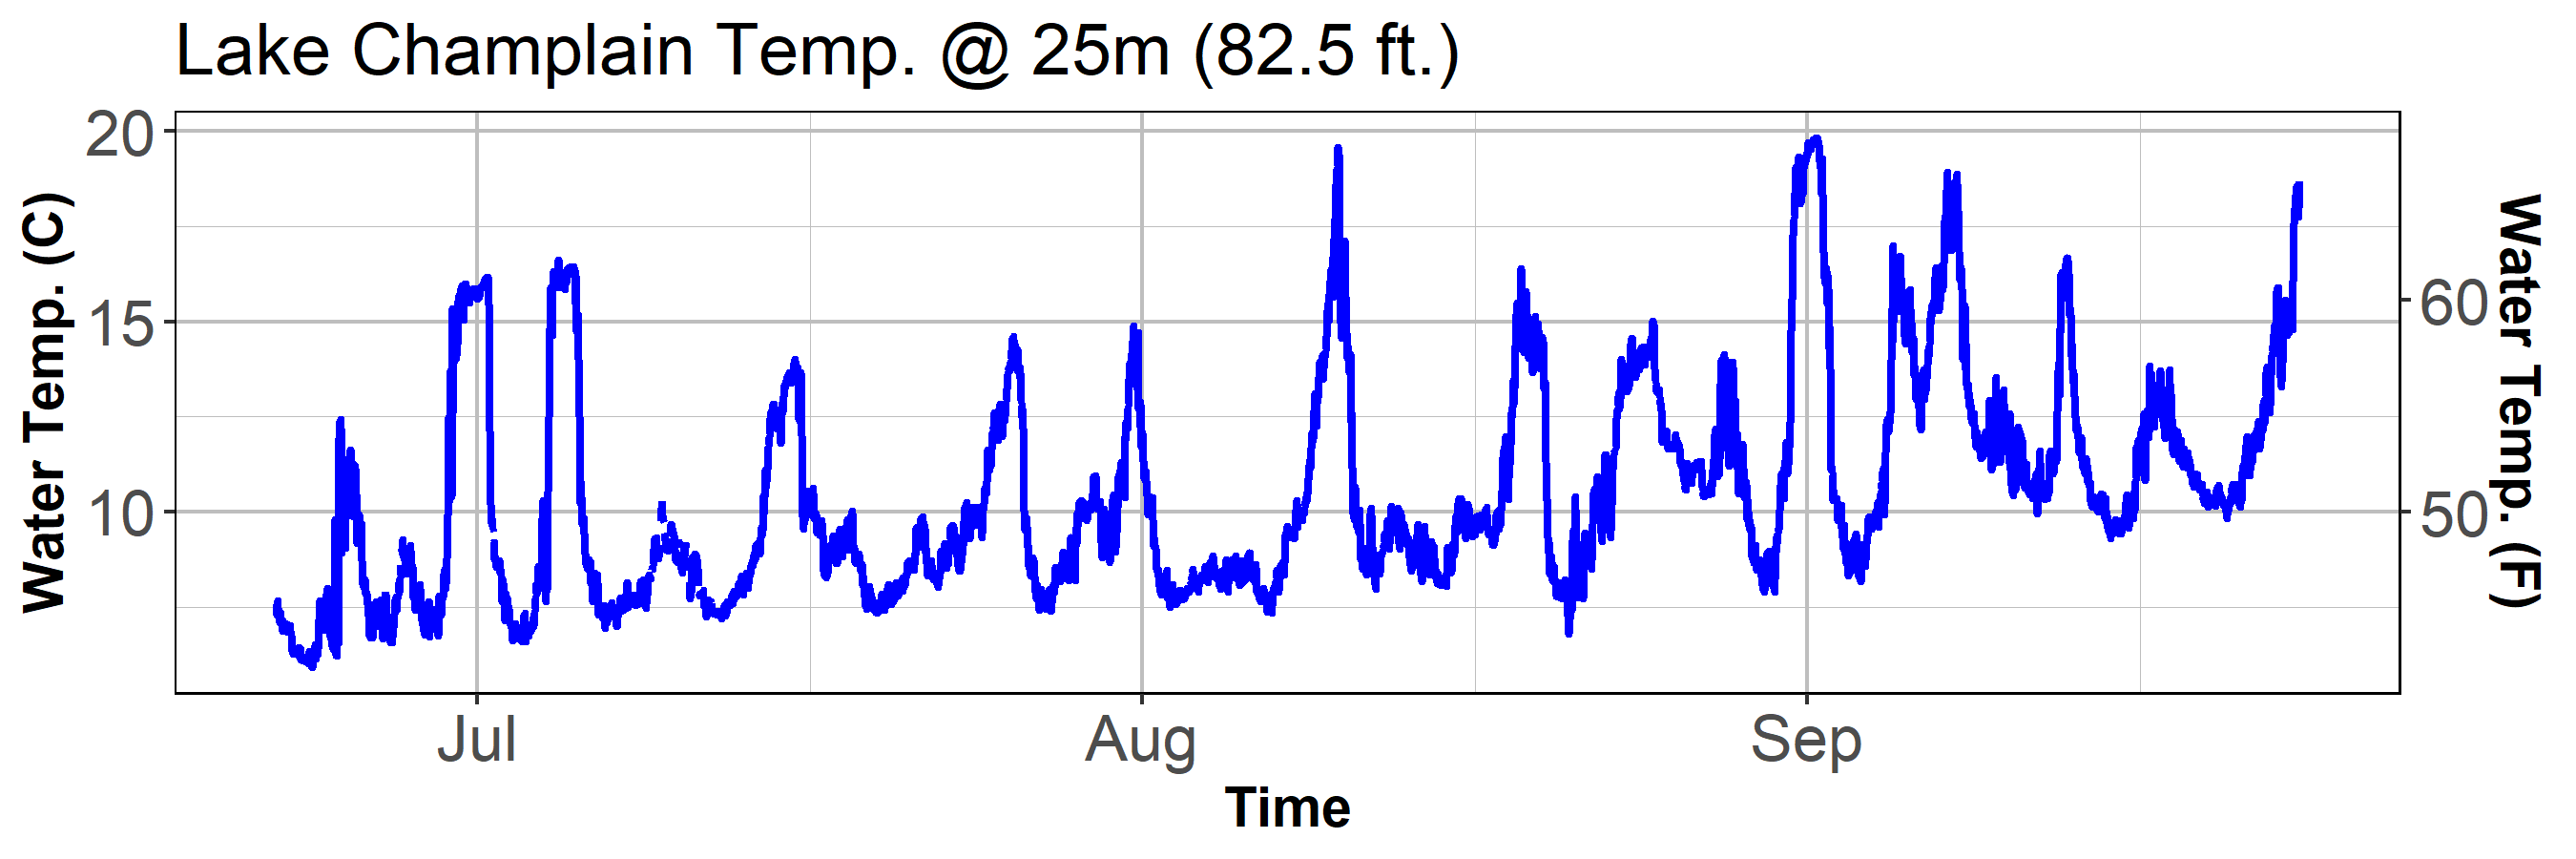 Lake Champlain Temp. @ 25m (82.5 ft.)
Water Temp. (C)
20
15
10
60
50
Water Temp. (F)
Jul Aug Sep
Time